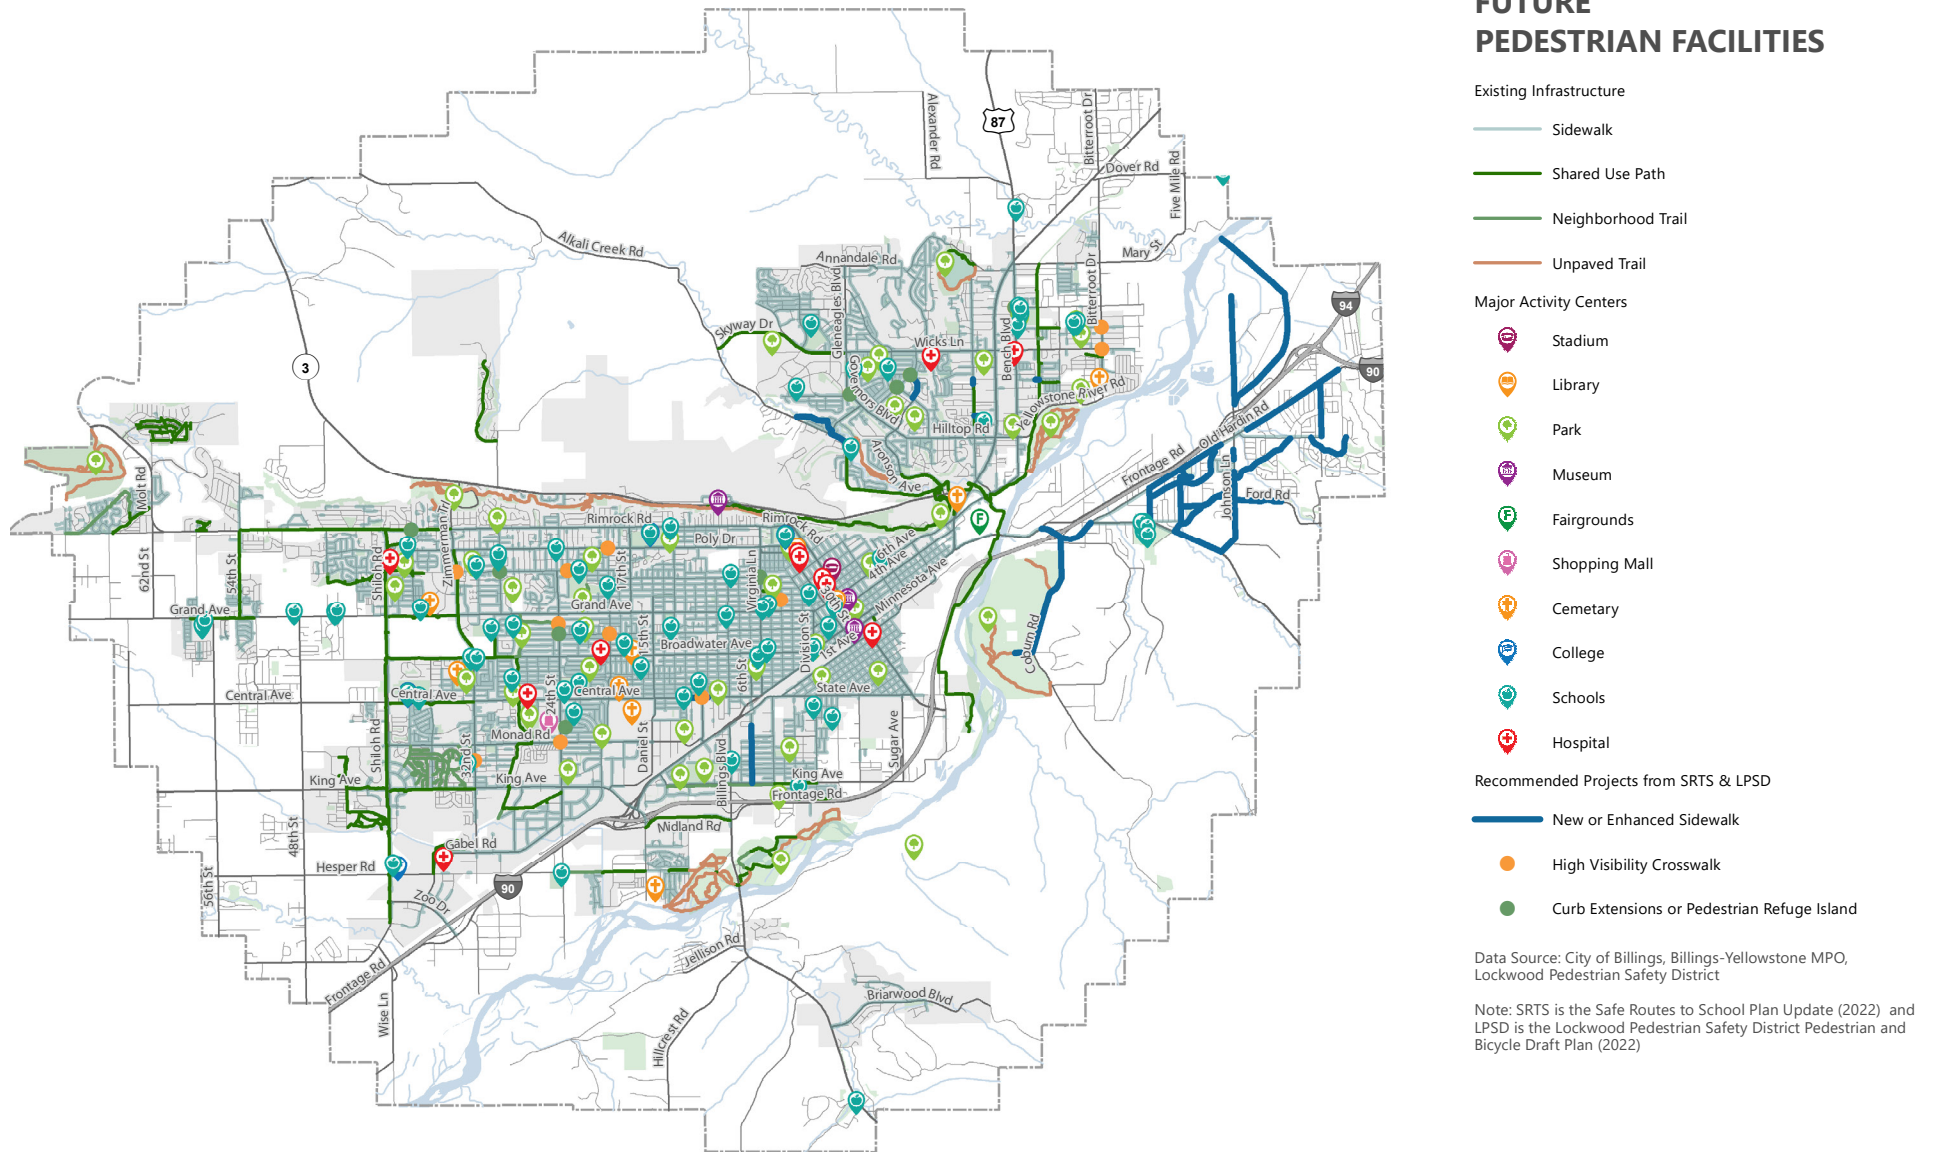 FUTURE
PEDESTRIAN FACILITIES
Existing Infrastructure
Sidewalk
Shared Use Path
Neighborhood Trail
Unpaved Trail
Major Activity Centers
Stadium
Library
Park
Museum
Fairgrounds
Shopping Mall
Cemetary
College
Schools
Hospital
Recommended Projects from SRTS & LPSD
New or Enhanced Sidewalk
High Visibility Crosswalk
Curb Extensions or Pedestrian Refuge Island
Data Source: City of Billings, Billings-Yellowstone MPO,
Lockwood Pedestrian Safety District
Note: SRTS is the Safe Routes to School Plan Update (2022) and
LPSD is the Lockwood Pedestrian Safety District Pedestrian and
Bicycle Draft Plan (2022)
87
Alexander Rd
Bitterroot Dr
Dover Rd
Five Mile Rd
Mary St
Alkali Creek Rd
Annandale Rd
Gleneagles Blvd
Bitterroot Dr
94
Skyway Dr
Wicks Ln
Bench Blvd
3
90
Governors Blvd
Yellowstone River Rd
Hilltop Rd
Old Hardin Rd
Aronson Ave
Frontage Rd
Johnson Ln
Ford Rd
Molt Rd
Zimmerman Trl
Rimrock Rd
Rimrock Rd
Poly Dr
6th Ave
4th Ave
F
62nd St
54th St
Shiloh Rd
17th St
Virginia Ln
Minnesota Ave
Grand Ave
Grand Ave
30th St
15th St
Broadwater Ave
Division St
1st Ave
Coburn Rd
6th St
Central Ave
Central Ave
Central Ave
State Ave
24th St
Shiloh Rd
32nd St
Monad Rd
Daniel St
Billings Blvd
Sugar Ave
King Ave
King Ave
King Ave
Frontage Rd
48th St
Midland Rd
Gabel Rd
Hesper Rd
56th St
90
Zoo Dr
Jellison Rd
Frontage Rd
Wise Ln
Briarwood Blvd
Hillcrest Rd